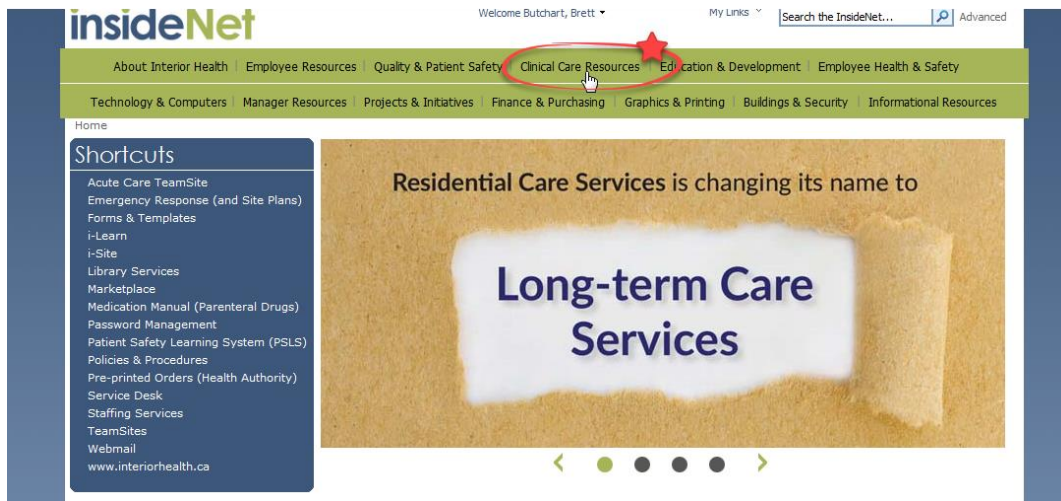 insideNet
Welcome Butchart, Brett
My Links
Search the InsideNet...
Advanced
About Interior Health | Employee Resources | Quality & Patient Safety | Clinical Care Resources | Education & Development | Employee Health & Safety
Technology & Computers | Manager Resources | Projects & Initiatives | Finance & Purchasing | Graphics & Printing | Buildings & Security | Informational Resources
Home
Shortcuts
Acute Care TeamSite
Emergency Response (and Site Plans)
Forms & Templates
i-Learn
i-Site
Library Services
Marketplace
Medication Manual (Parenteral Drugs)
Password Management
Patient Safety Learning System (PSLS)
Policies & Procedures
Pre-printed Orders (Health Authority)
Service Desk
Staffing Services
TeamSites
Webmail
www.interiorhealth.ca
Residential Care Services is changing its name to
Long-term Care
Services